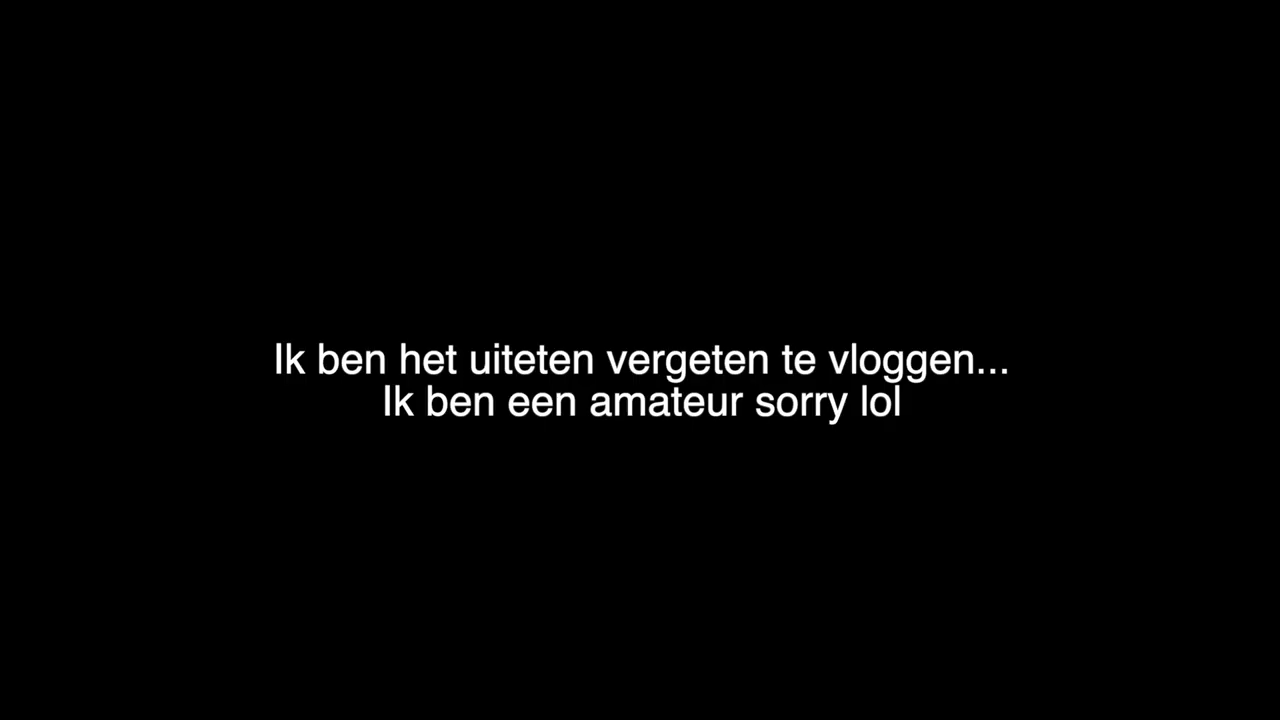 Ik ben het uiteten vergeten te vloggen...
Ik ben een amateur sorry lol